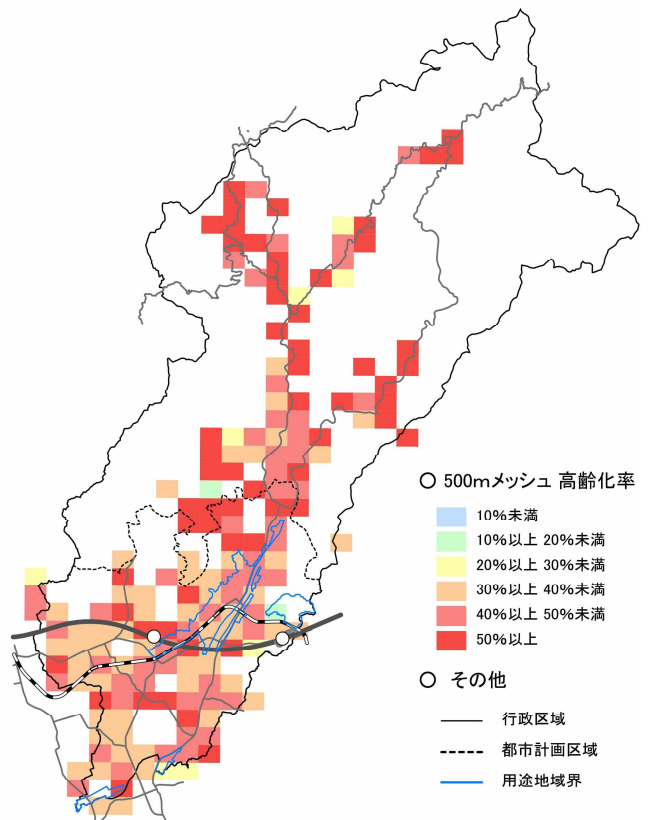 ○ 500mメッシュ 高齢化率
10%未満
10%以上 20%未満
20%以上 30%未満
30%以上 40%未満
40%以上 50%未満
50%以上
○ その他
行政区域
都市計画区域
用途地域界